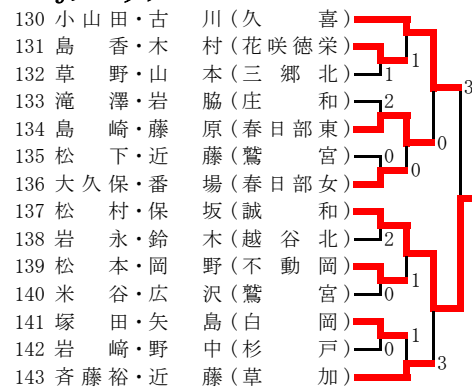 130 小山田・古川(久喜)
131 島香・木村(花咲徳栄)
132 草野・山本(三郷北)
133 滝澤・岩脇(庄和)
134 島崎・藤原(春日部東)
135 松下・近藤(鷲宮)
136 大久保・番場(春日部女)
137 松村・保坂(誠和)
138 岩永・鈴木(越谷北)
139 松本・岡野(不動岡)
140 米谷・広沢(鷲宮)
141 塚田・矢島(白岡)
142 岩﨑・野中(杉戸)
143 斉藤裕・近藤(草加)
1
1
3
2
0
0
0
2
1
0
1
0
3